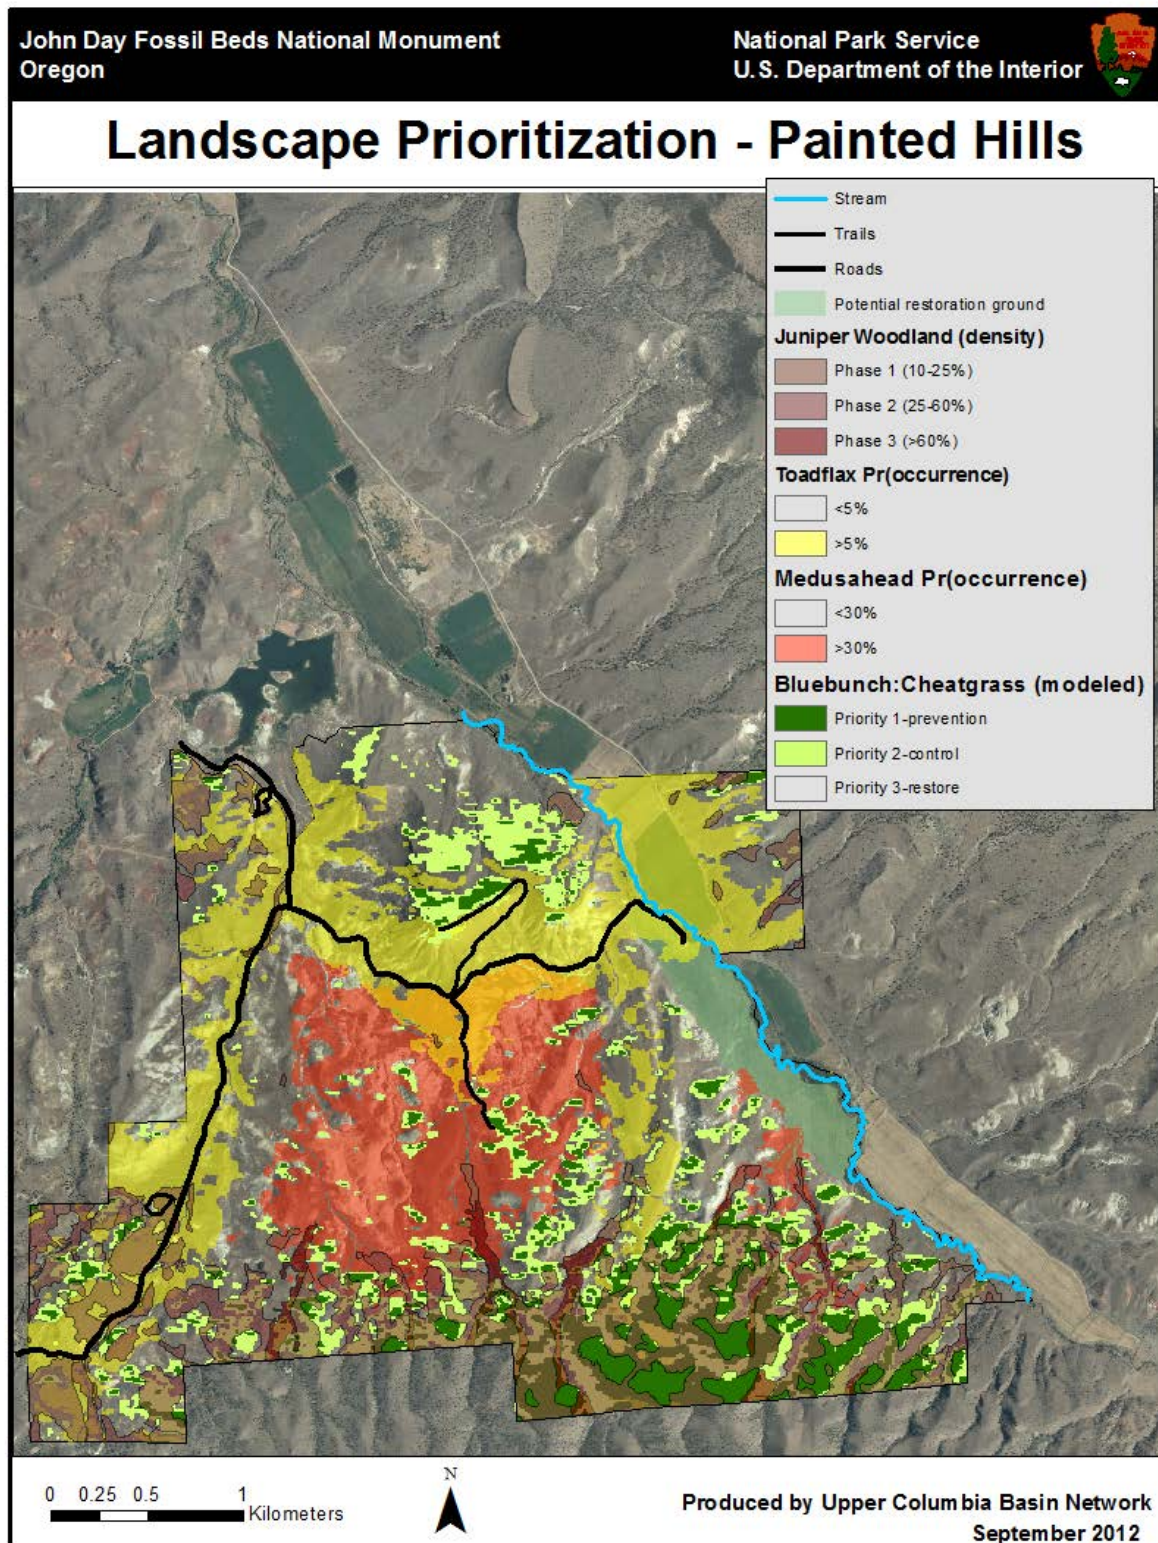 John Day Fossil Beds National Monument
Oregon
National Park Service
U.S. Department of the Interior
Landscape Prioritization - Painted Hills
Stream
Trails
Roads
Potential restoration ground
Juniper Woodland (density)
Phase 1 (10-25%)
Phase 2 (25-60%)
Phase 3 (>60%)
Toadflax Pr(occurrence)
<5%
>5%
Medusahead Pr(occurrence)
<30%
>30%
Bluebunch:Cheatgrass (modeled)
Priority 1-prevention
Priority 2-control
Priority 3-restore
0 0.25 0.5 1
Kilometers
N
Produced by Upper Columbia Basin Network
September 2012